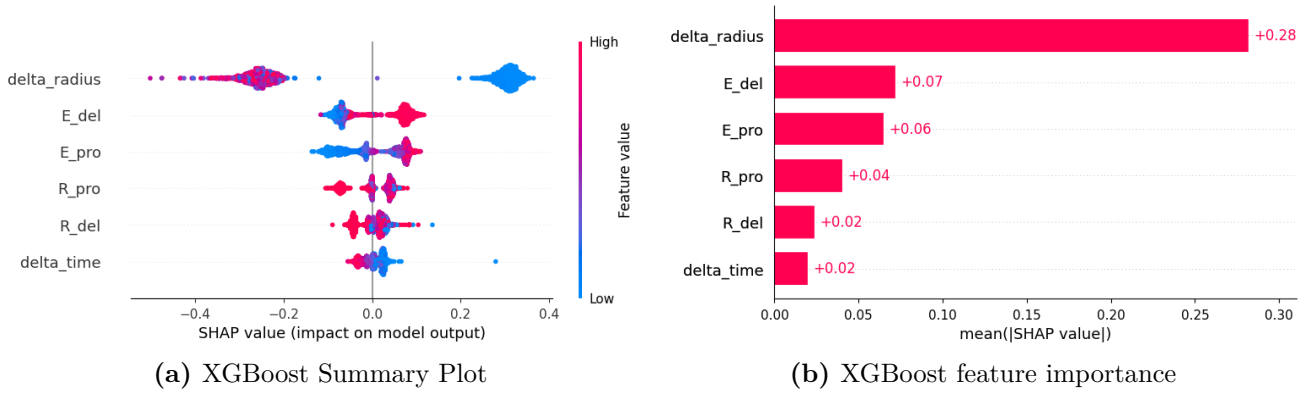 delta_radius
E_del
E_pro
R_pro
R_del
delta_time
−0.4 −0.2 0.0 0.2 0.4
SHAP value (impact on model output)
High
Feature value
Low
(a) XGBoost Summary Plot
delta_radius +0.28
E_del +0.07
E_pro +0.06
R_pro +0.04
R_del +0.02
delta_time +0.02
0.00 0.05 0.10 0.15 0.20 0.25 0.30
mean(|SHAP value|)
(b) XGBoost feature importance